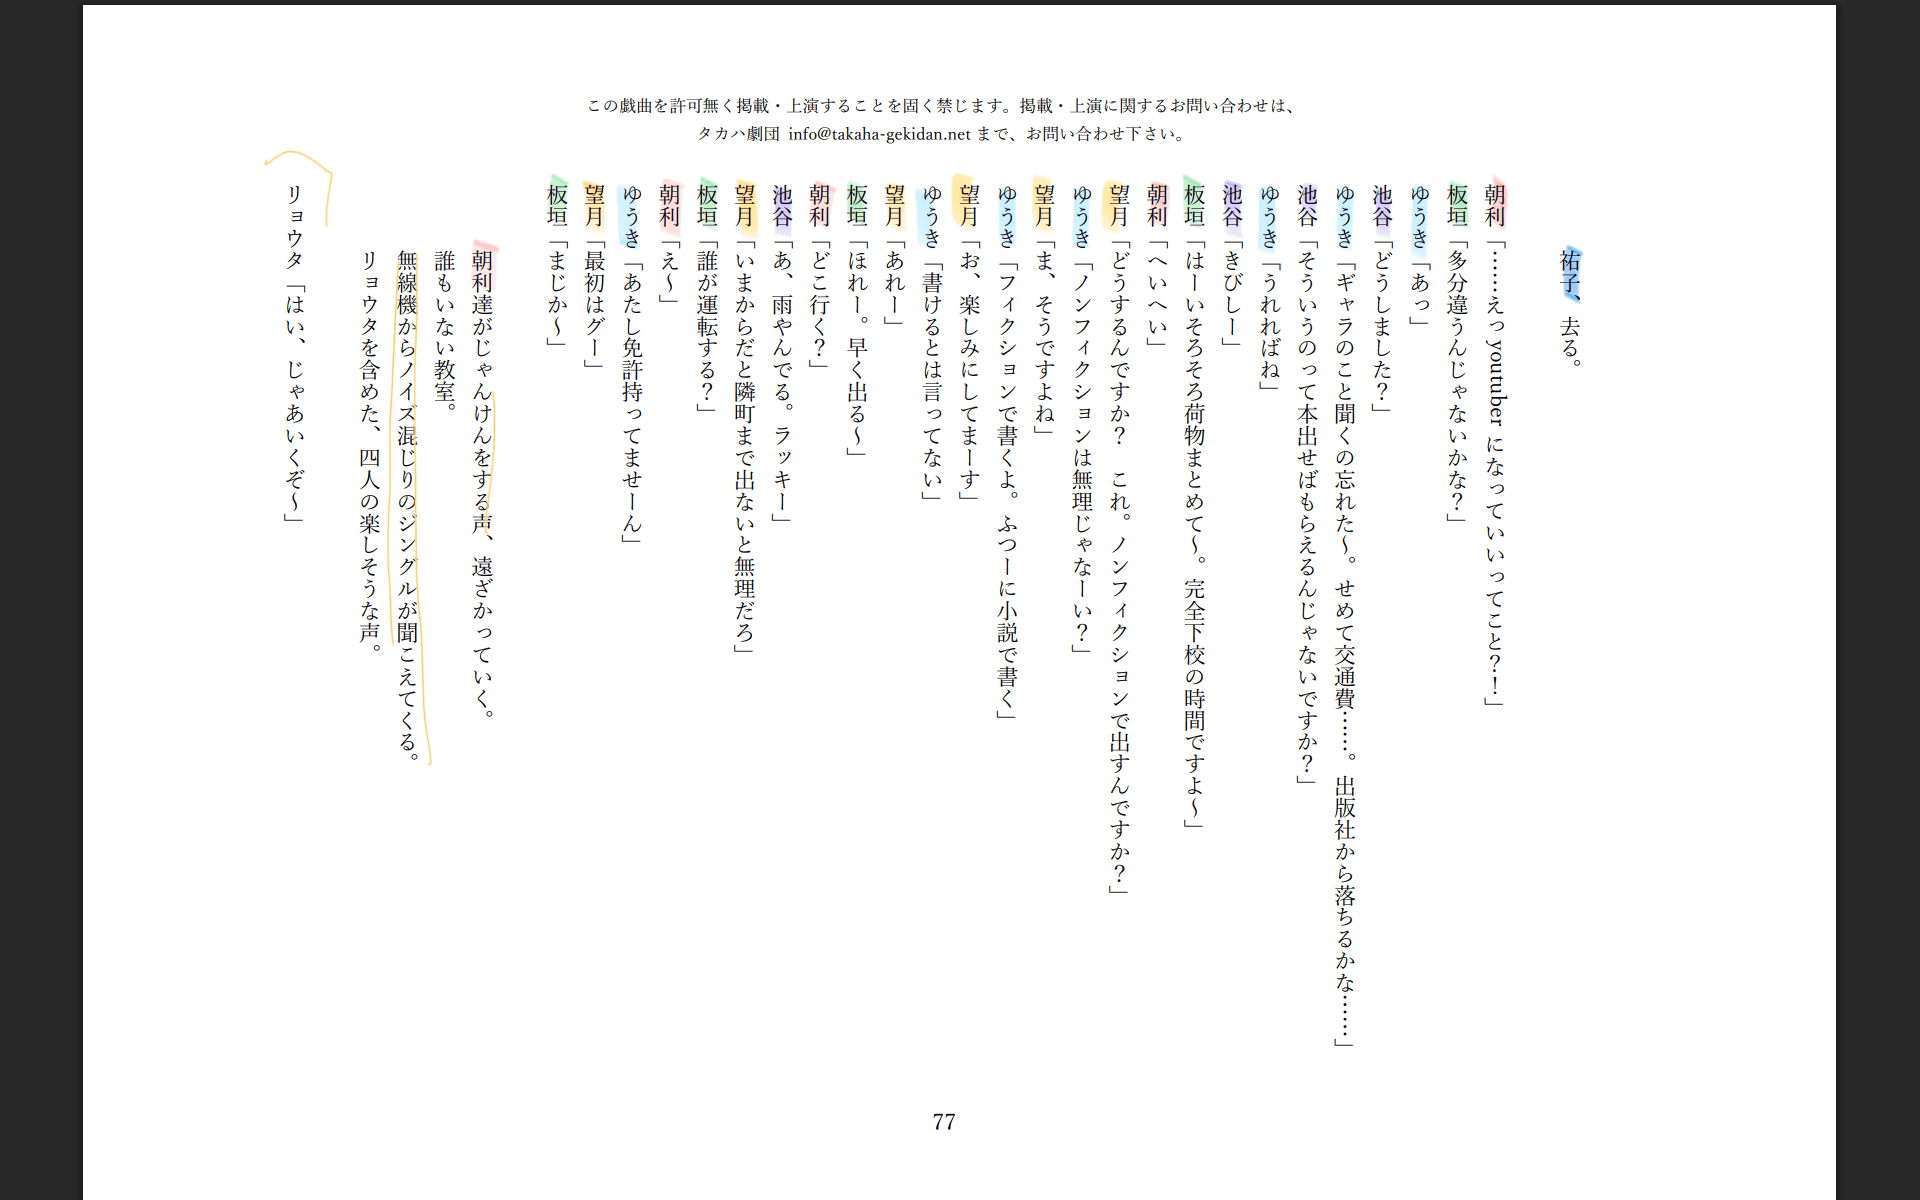 この戯曲を許可無く掲載・上演することを固く禁じます。掲載・上演に関するお問い合わせは、
タカハ劇団 info@takaha-gekidan.net まで、お問い合わせ下さい。
祐子、去る。
朝利「……えっ youtuber になっていいってこと？！」
板垣「多分違うんじゃないかな？」
ゆうき「あっ」
池谷「どうしました？」
ゆうき「ギャラのこと聞くの忘れた～。せめて交通費……。出版社から落ちるかな……」
池谷「そういうのって本出せばもらえるんじゃないですか？」
ゆうき「うれればね」
池谷「きびしー」
板垣「はーいそろそろ荷物まとめて～。完全下校の時間ですよ～」
朝利「へいへい」
望月「どうするんですか？　これ。ノンフィクションで出すんですか？」
ゆうき「ノンフィクションは無理じゃなーい？」
望月「ま、そうですよね」
ゆうき「フィクションで書くよ。ふつーに小説で書く」
望月「お、楽しみにしてまーす」
ゆうき「書けるとは言ってない」
望月「あれー」
板垣「ほれー。早く出る～」
朝利「どこ行く？」
池谷「あ、雨やんでる。ラッキー」
望月「いまからだと隣町まで出ないと無理だろ」
板垣「誰が運転する？」
朝利「え～」
ゆうき「あたし免許持ってませーん」
望月「最初はグー」
板垣「まじか～」
朝利達がじゃんけんをする声、遠ざかっていく。
誰もいない教室。
無線機からノイズ混じりのジングルが聞こえてくる。
リョウタを含めた、四人の楽しそうな声。
リョウタ「はい、じゃあいくぞ～」
77